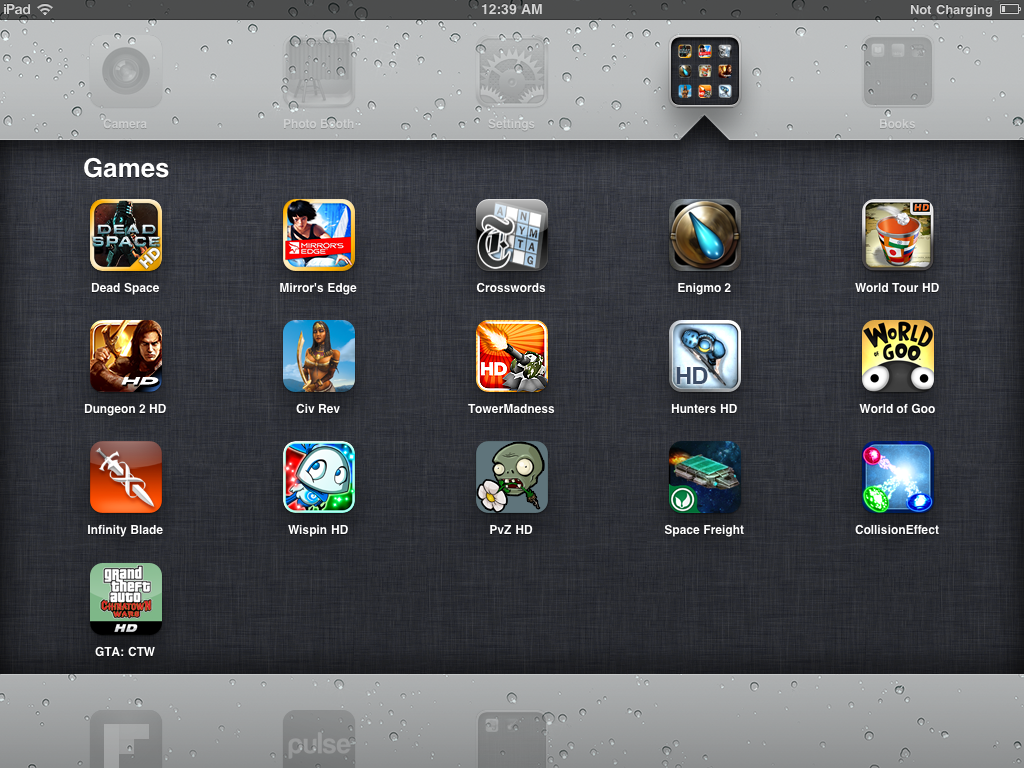 iPad 12:39 AM Not Charging
Camera Photo Booth Settings Books
Games
DEAD SPACE HD
MIRROR'S EDGE
A N Y M T A G
HD
Dead Space Mirror's Edge Crosswords Enigmo 2 World Tour HD
HD
HD
HD
WORLD OF GOO
Dungeon 2 HD Civ Rev TowerMadness Hunters HD World of Goo
Infinity Blade Wispin HD PvZ HD Space Freight CollisionEffect
grand theft auto
CHINATOWN WARS
HD
GTA: CTW
pulse